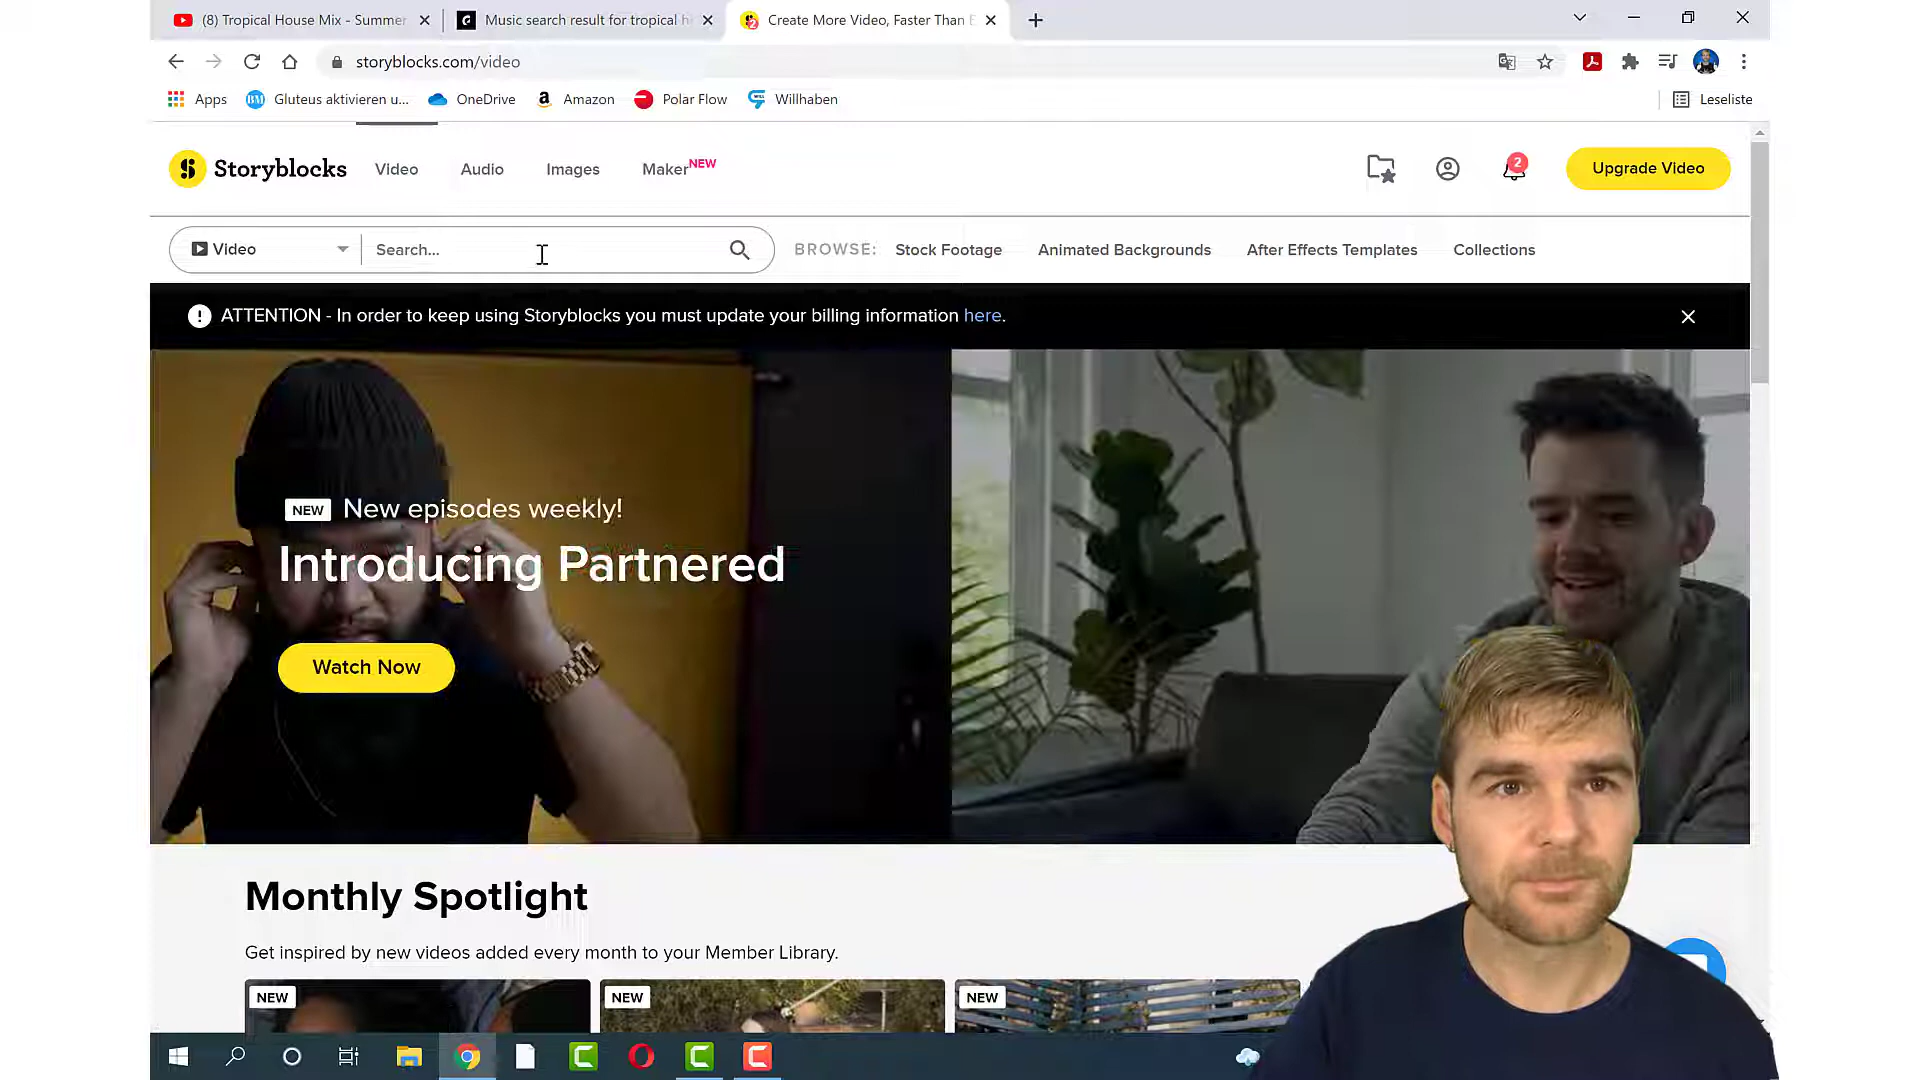 (8) Tropical House Mix - Summer
Music search result for tropical h
Create More Video, Faster Than E
storyblocks.com/video
Apps
Gluteus aktivieren u...
OneDrive
Amazon
Polar Flow
Willhaben
Leseliste
Storyblocks
Video
Audio
Images
Maker NEW
2
Upgrade Video
Video
Search...
BROWSE:
Stock Footage
Animated Backgrounds
After Effects Templates
Collections
ATTENTION - In order to keep using Storyblocks you must update your billing information here.
NEW New episodes weekly!
Introducing Partnered
Watch Now
Monthly Spotlight
Get inspired by new videos added every month to your Member Library.
NEW
NEW
NEW